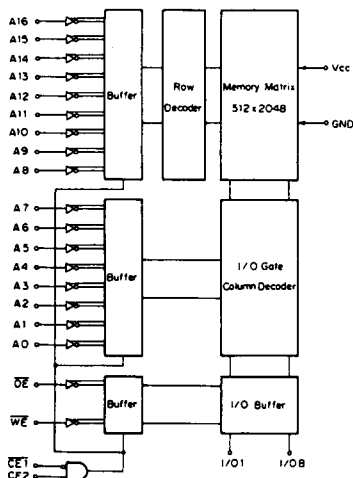 A16
A15
A14
A13
A12
A11
A10
A9
A8
Buffer
Row
Decoder
Memory Matrix
512 x 2048
Vcc
GND
A7
A6
A5
A4
A3
A2
A1
A0
Buffer
I/O Gate
Column Decoder
OE
WE
Buffer
I/O Buffer
CE1
CE2
I/O1
I/O8